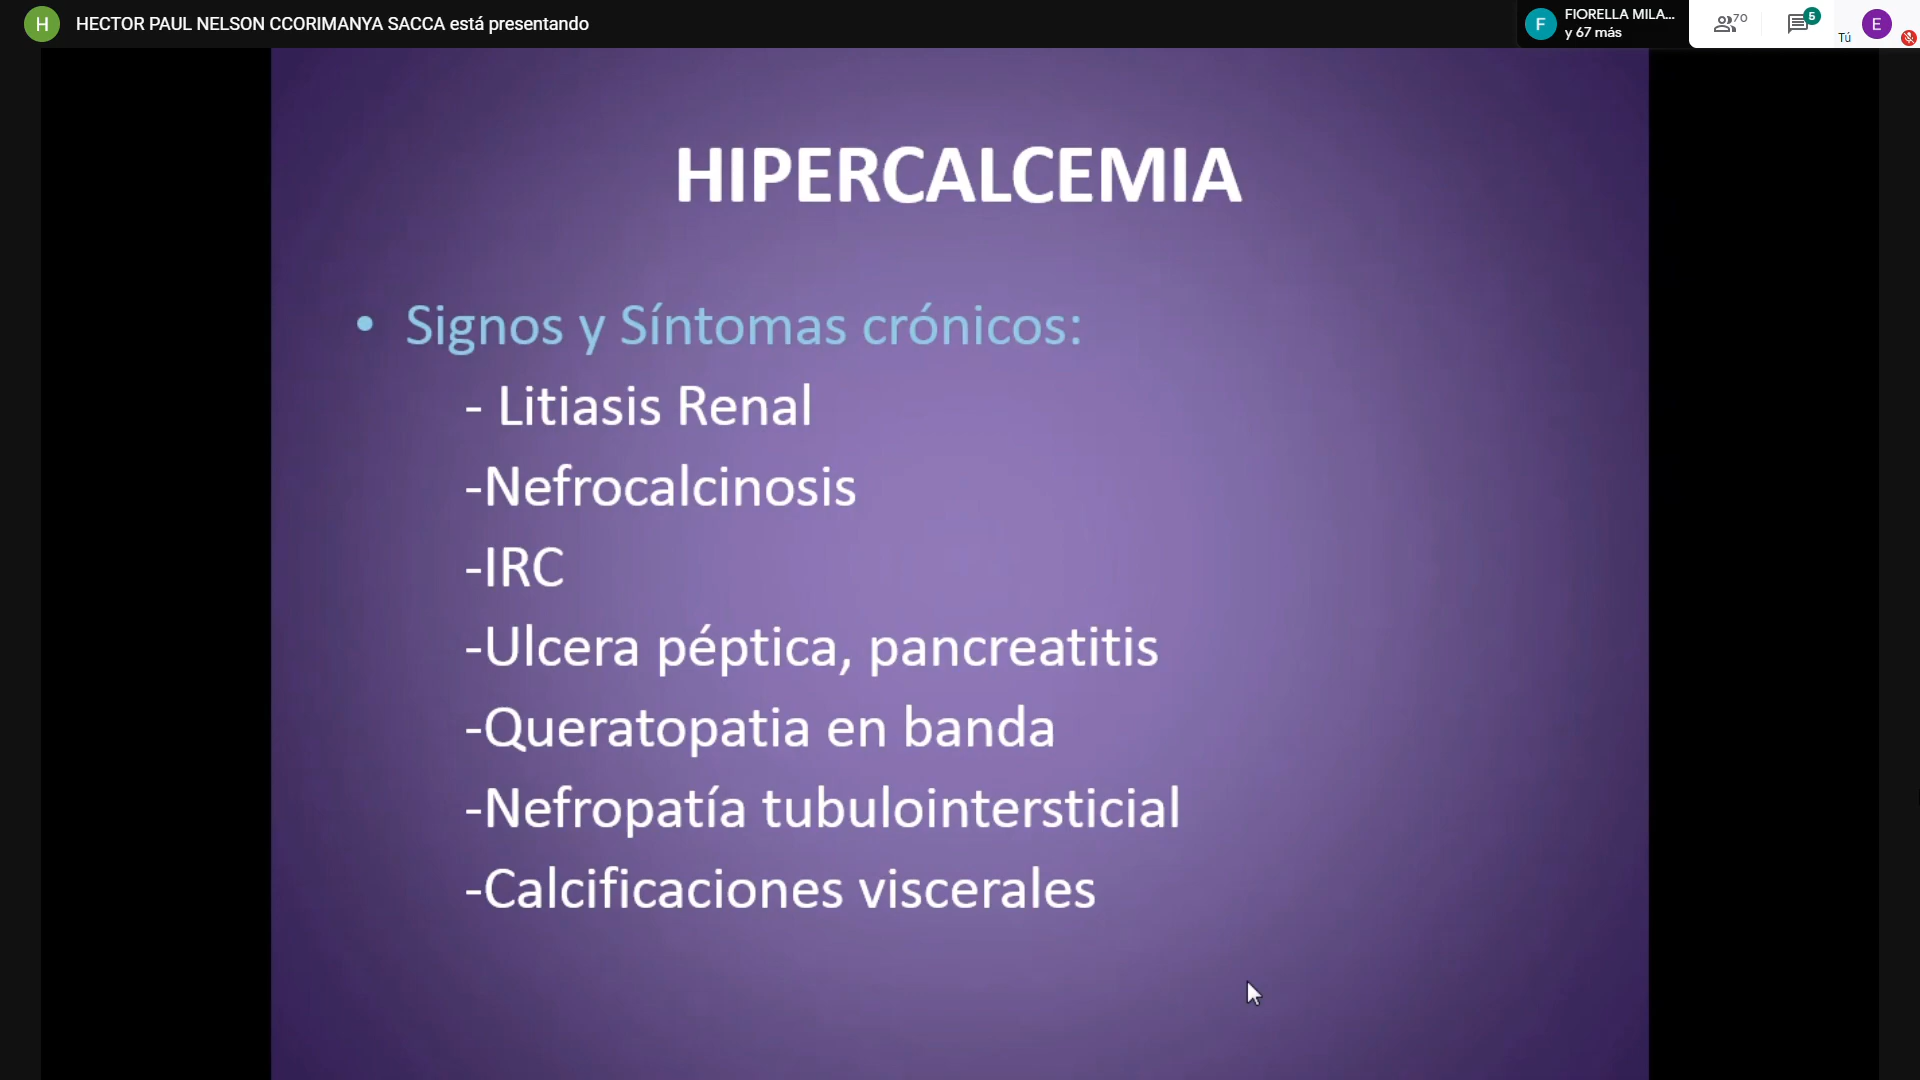 H HECTOR PAUL NELSON CCORIMANYA SACCA está presentando
F FIORELLA MILA...
y 67 más
70
5
Tú E
HIPERCALCEMIA
• Signos y Síntomas crónicos:
- Litiasis Renal
-Nefrocalcinosis
-IRC
-Ulcera péptica, pancreatitis
-Queratopatia en banda
-Nefropatía tubulointersticial
-Calcificaciones viscerales